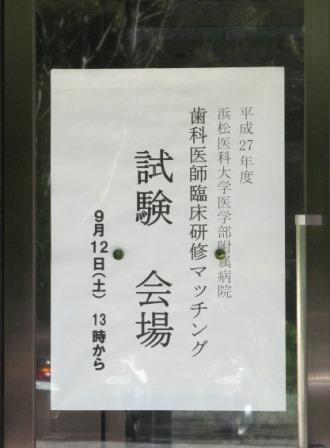 平成27年度
浜松医科大学医学部附属病院
歯科医師臨床研修マッチング
試験 会場
9月12日(土) 13時から